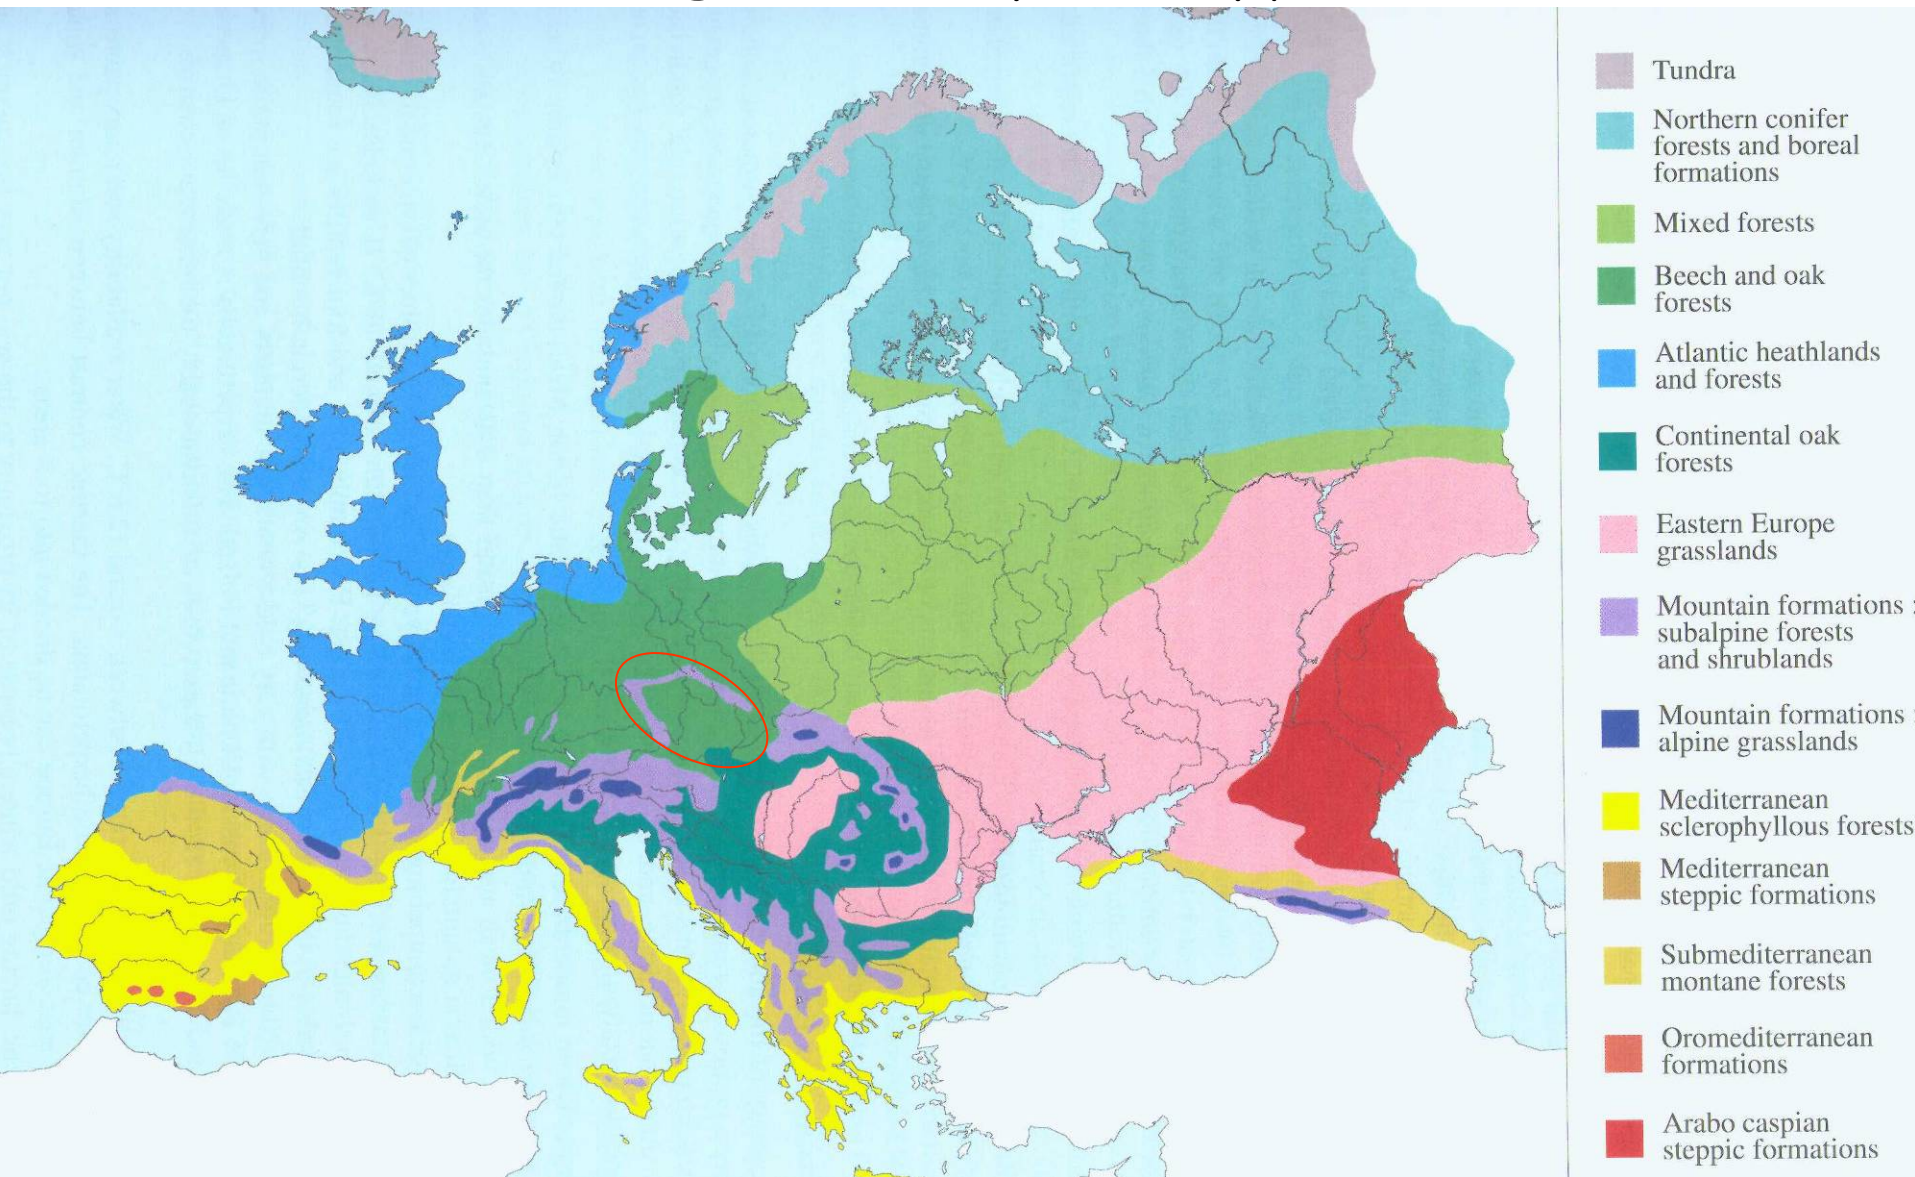 Tundra
Northern conifer
forests and boreal
formations
Mixed forests
Beech and oak
forests
Atlantic heathlands
and forests
Continental oak
forests
Eastern Europe
grasslands
Mountain formations :
subalpine forests
and shrublands
Mountain formations :
alpine grasslands
Mediterranean
sclerophyllous forests
Mediterranean
steppic formations
Submediterranean
montane forests
Oromediterranean
formations
Arabo caspian
steppic formations